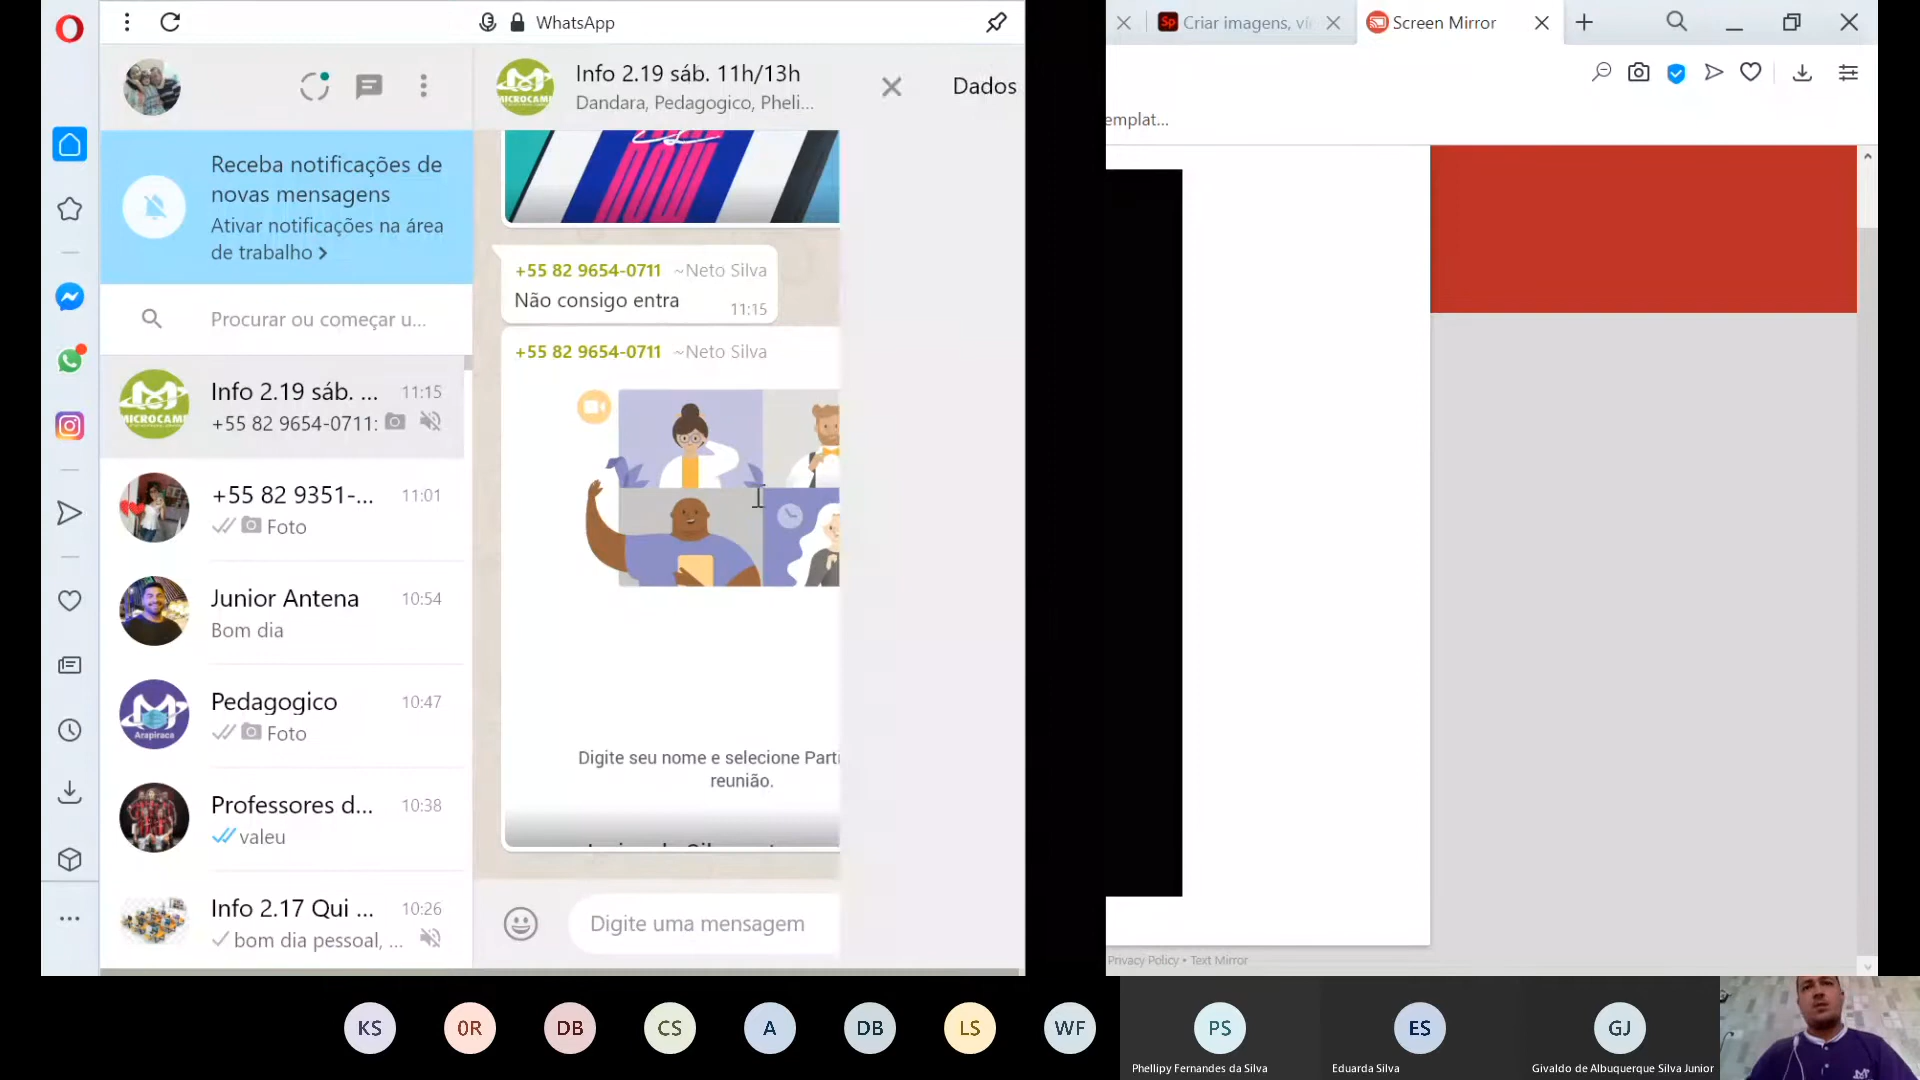 WhatsApp
Criar imagens, ví
Screen Mirror
Info 2.19 sáb. 11h/13h
Dandara, Pedagogico, Pheli...
Dados
emplat...
Receba notificações de
novas mensagens
Ativar notificações na área
de trabalho >
NOW
+55 82 9654-0711 ~Neto Silva
Não consigo entra
11:15
Procurar ou começar u...
+55 82 9654-0711 ~Neto Silva
MICROCAMP
Info 2.19 sáb. ...
11:15
+55 82 9654-0711:
+55 82 9351-...
11:01
Foto
Junior Antena
10:54
Bom dia
Pedagogico
10:47
Foto
Arapiraca
Digite seu nome e selecione Parti
reunião.
Professores d...
10:38
valeu
Info 2.17 Qui ...
10:26
bom dia pessoal, ...
Digite uma mensagem
Privacy Policy • Text Mirror
KS
0R
DB
CS
A
DB
LS
WF
PS
ES
GJ
Phellipy Fernandes da Silva
Eduarda Silva
Givaldo de Albuquerque Silva Junior